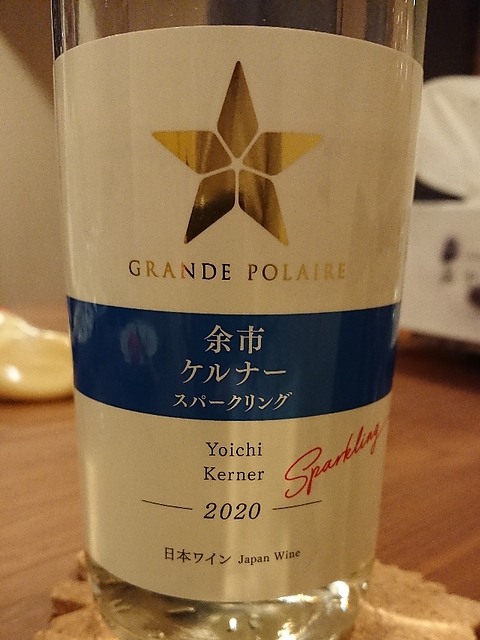 GRANDE POLAIRE
余市
ケルナー
スパークリング
Yoichi
Kerner
Sparkling
2020
日本ワイン Japan Wine